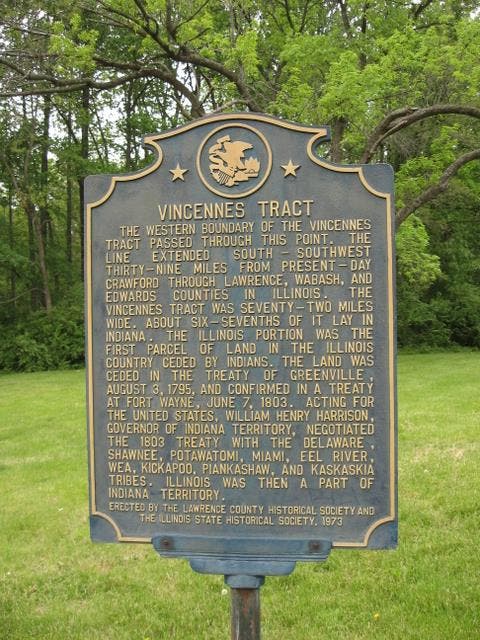 VINCENNES TRACT
THE WESTERN BOUNDARY OF THE VINCENNES
TRACT PASSED THROUGH THIS POINT. THE
LINE EXTENDED SOUTH - SOUTHWEST
THIRTY-NINE MILES FROM PRESENT-DAY
CRAWFORD THROUGH LAWRENCE, WABASH, AND
EDWARDS COUNTIES IN ILLINOIS. THE
VINCENNES TRACT WAS SEVENTY-TWO MILES
WIDE. ABOUT SIX-SEVENTHS OF IT LAY IN
INDIANA. THE ILLINOIS PORTION WAS THE
FIRST PARCEL OF LAND IN THE ILLINOIS
COUNTRY CEDED BY INDIANS. THE LAND WAS
CEDED IN THE TREATY OF GREENVILLE,
AUGUST 3, 1795, AND CONFIRMED IN A TREATY
AT FORT WAYNE, JUNE 7, 1803. ACTING FOR
THE UNITED STATES, WILLIAM HENRY HARRISON,
GOVERNOR OF INDIANA TERRITORY, NEGOTIATED
THE 1803 TREATY WITH THE DELAWARE,
SHAWNEE, POTAWATOMI, MIAMI, EEL RIVER,
WEA, KICKAPOO, PIANKASHAW, AND KASKASKIA
TRIBES. ILLINOIS WAS THEN A PART OF
INDIANA TERRITORY.
ERECTED BY THE LAWRENCE COUNTY HISTORICAL SOCIETY AND
THE ILLINOIS STATE HISTORICAL SOCIETY, 1973